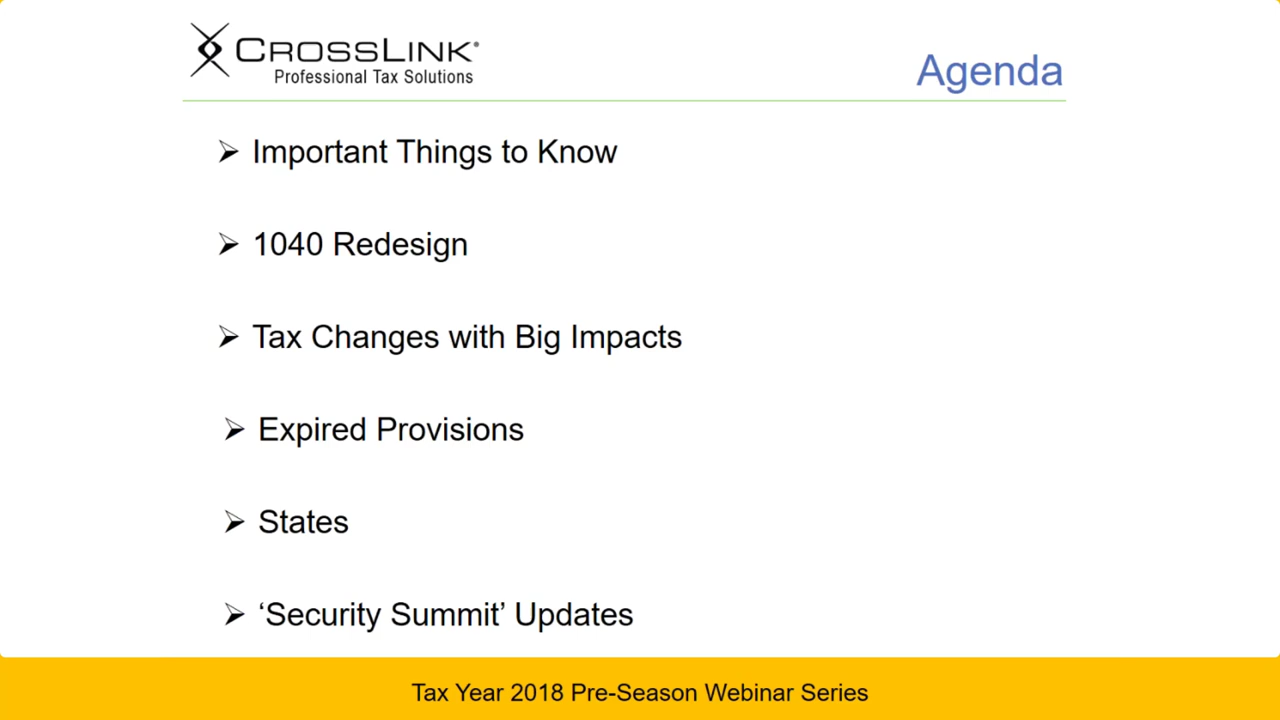 CROSSLINK®
Professional Tax Solutions
Agenda
➢ Important Things to Know
➢ 1040 Redesign
➢ Tax Changes with Big Impacts
➢ Expired Provisions
➢ States
➢ ‘Security Summit’ Updates
Tax Year 2018 Pre-Season Webinar Series